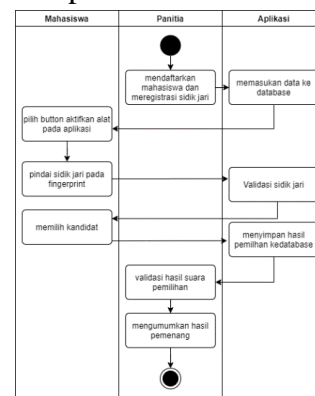 Mahasiswa
Panitia
Aplikasi
mendaftarkan
mahasiswa dan
meregistrasi sidik jari
memasukan data ke
database
pilih button aktifkan alat
pada aplikasi
pindai sidik jari pada
fingerprint
Validasi sidik jari
memilih kandidat
menyimpan hasil
pemilhan kedatabase
validasi hasil suara
pemilihan
mengumumkan hasil
pemenang